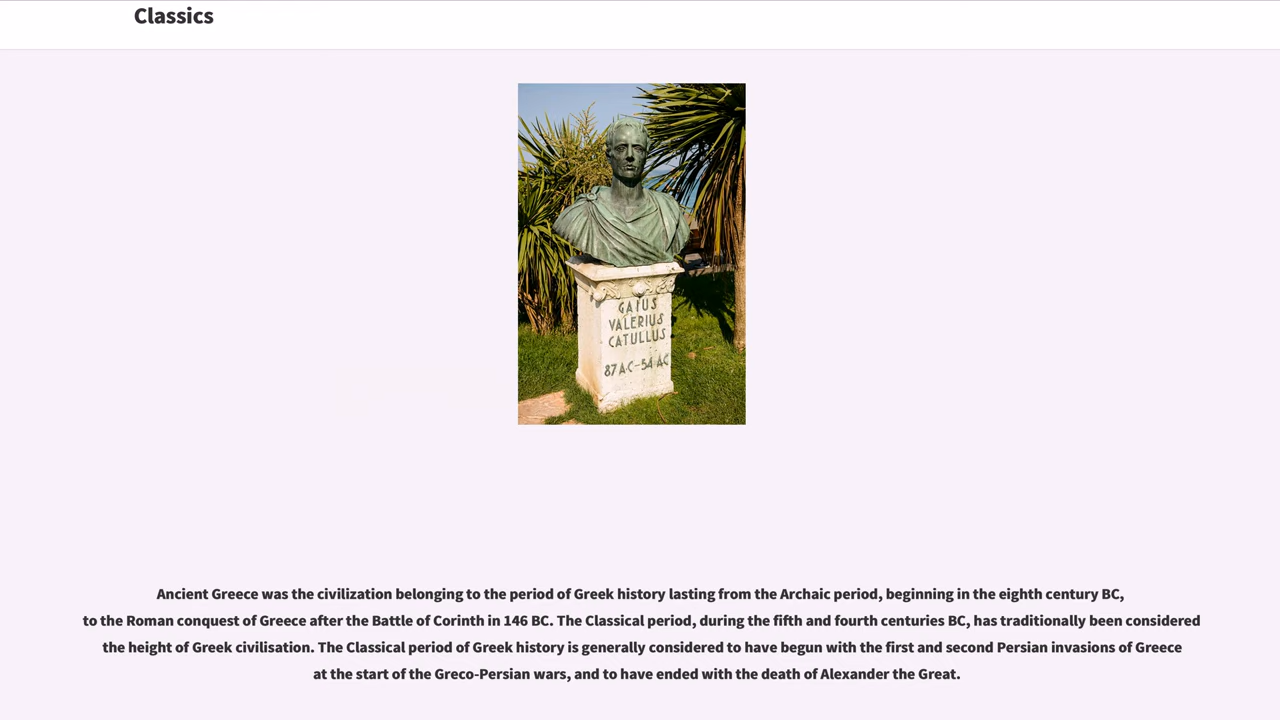 Classics
GAIUS
VALERIUS
CATULLUS
87 A.C-54 A.C
Ancient Greece was the civilization belonging to the period of Greek history lasting from the Archaic period, beginning in the eighth century BC,
to the Roman conquest of Greece after the Battle of Corinth in 146 BC. The Classical period, during the fifth and fourth centuries BC, has traditionally been considered
the height of Greek civilisation. The Classical period of Greek history is generally considered to have begun with the first and second Persian invasions of Greece
at the start of the Greco-Persian wars, and to have ended with the death of Alexander the Great.